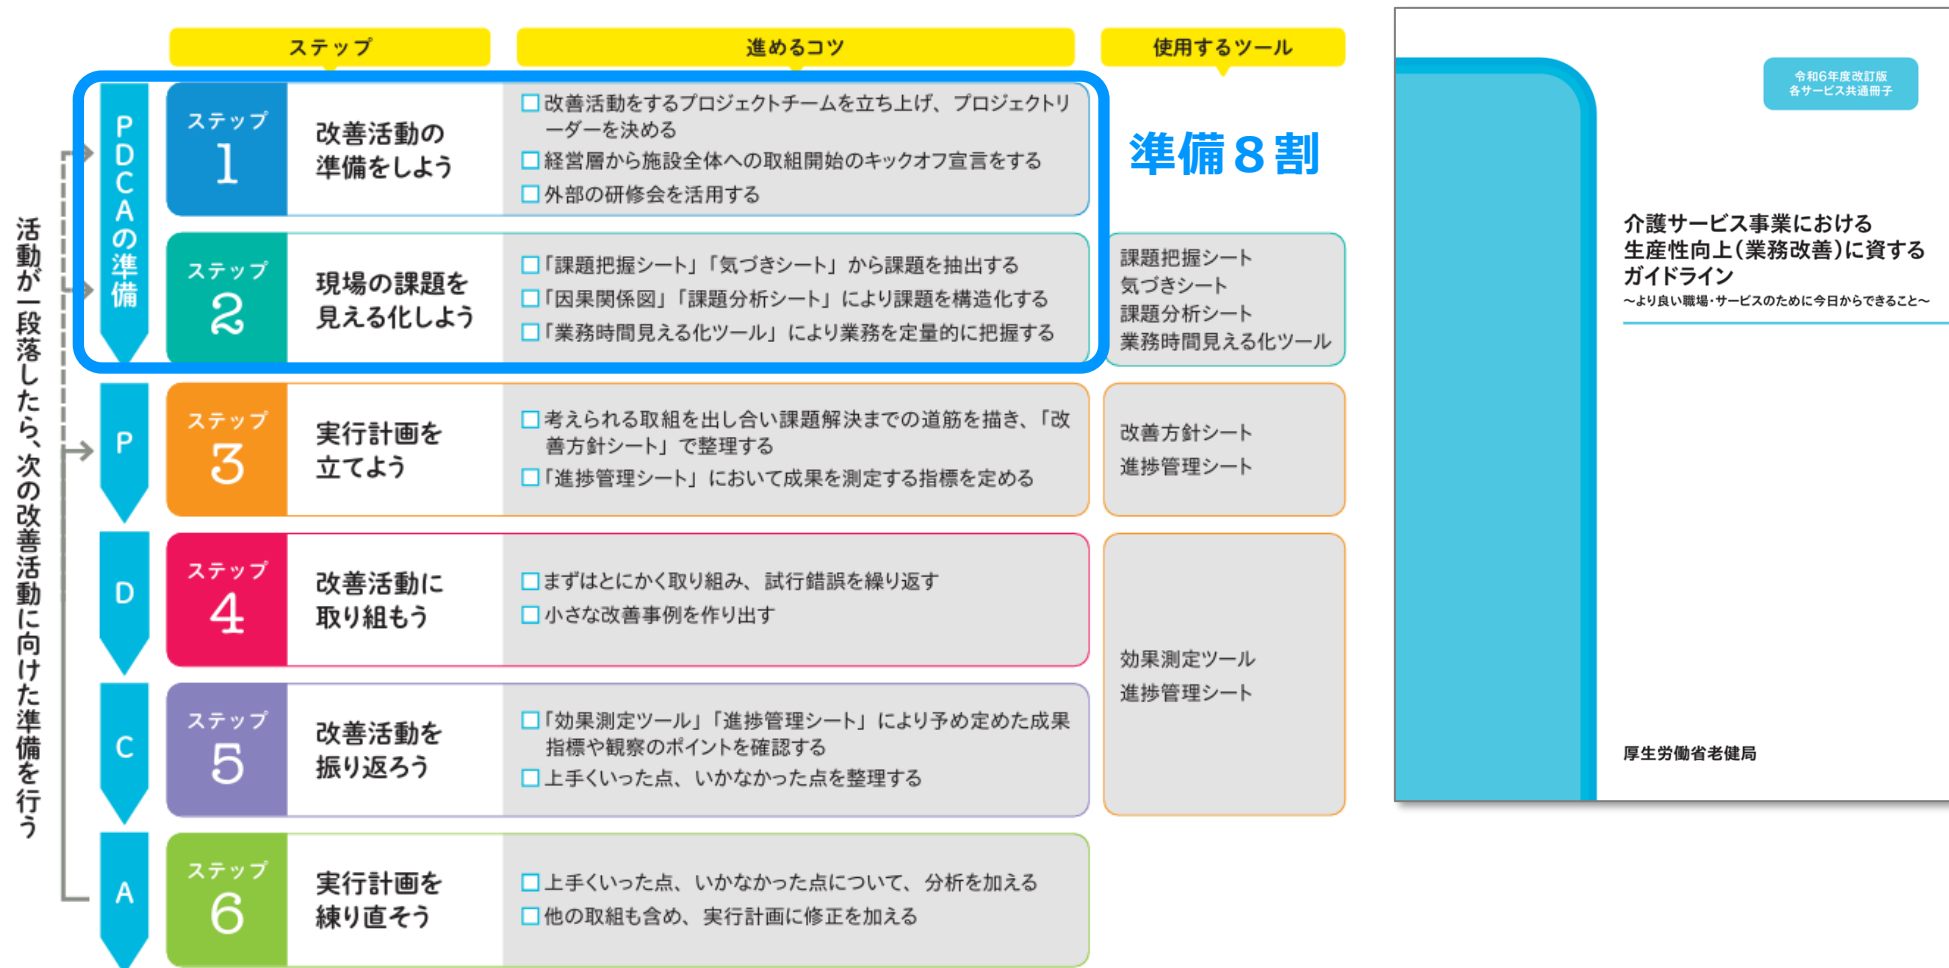 ステップ
進めるコツ
使用するツール
活動が一段落したら、次の改善活動に向けた準備を行う
PDCAの準備
ステップ
1
改善活動の
準備をしよう
□改善活動をするプロジェクトチームを立ち上げ、プロジェクトリ
ーダーを決める
□経営層から施設全体への取組開始のキックオフ宣言をする
□外部の研修会を活用する
準備８割
ステップ
2
現場の課題を
見える化しよう
□「課題把握シート」「気づきシート」から課題を抽出する
□「因果関係図」「課題分析シート」により課題を構造化する
□「業務時間見える化ツール」により業務を定量的に把握する
課題把握シート
気づきシート
課題分析シート
業務時間見える化ツール
P
ステップ
3
実行計画を
立てよう
□考えられる取組を出し合い課題解決までの道筋を描き、「改
善方針シート」で整理する
□「進捗管理シート」において成果を測定する指標を定める
改善方針シート
進捗管理シート
D
ステップ
4
改善活動に
取り組もう
□まずはとにかく取り組み、試行錯誤を繰り返す
□小さな改善事例を作り出す
効果測定ツール
進捗管理シート
C
ステップ
5
改善活動を
振り返ろう
□「効果測定ツール」「進捗管理シート」により予め定めた成果
指標や観察のポイントを確認する
□上手くいった点、いかなかった点を整理する
A
ステップ
6
実行計画を
練り直そう
□上手くいった点、いかなかった点について、分析を加える
□他の取組も含め、実行計画に修正を加える
令和6年度改訂版
各サービス共通冊子
介護サービス事業における
生産性向上（業務改善）に資する
ガイドライン
～より良い職場・サービスのために今日からできること～
厚生労働省老健局